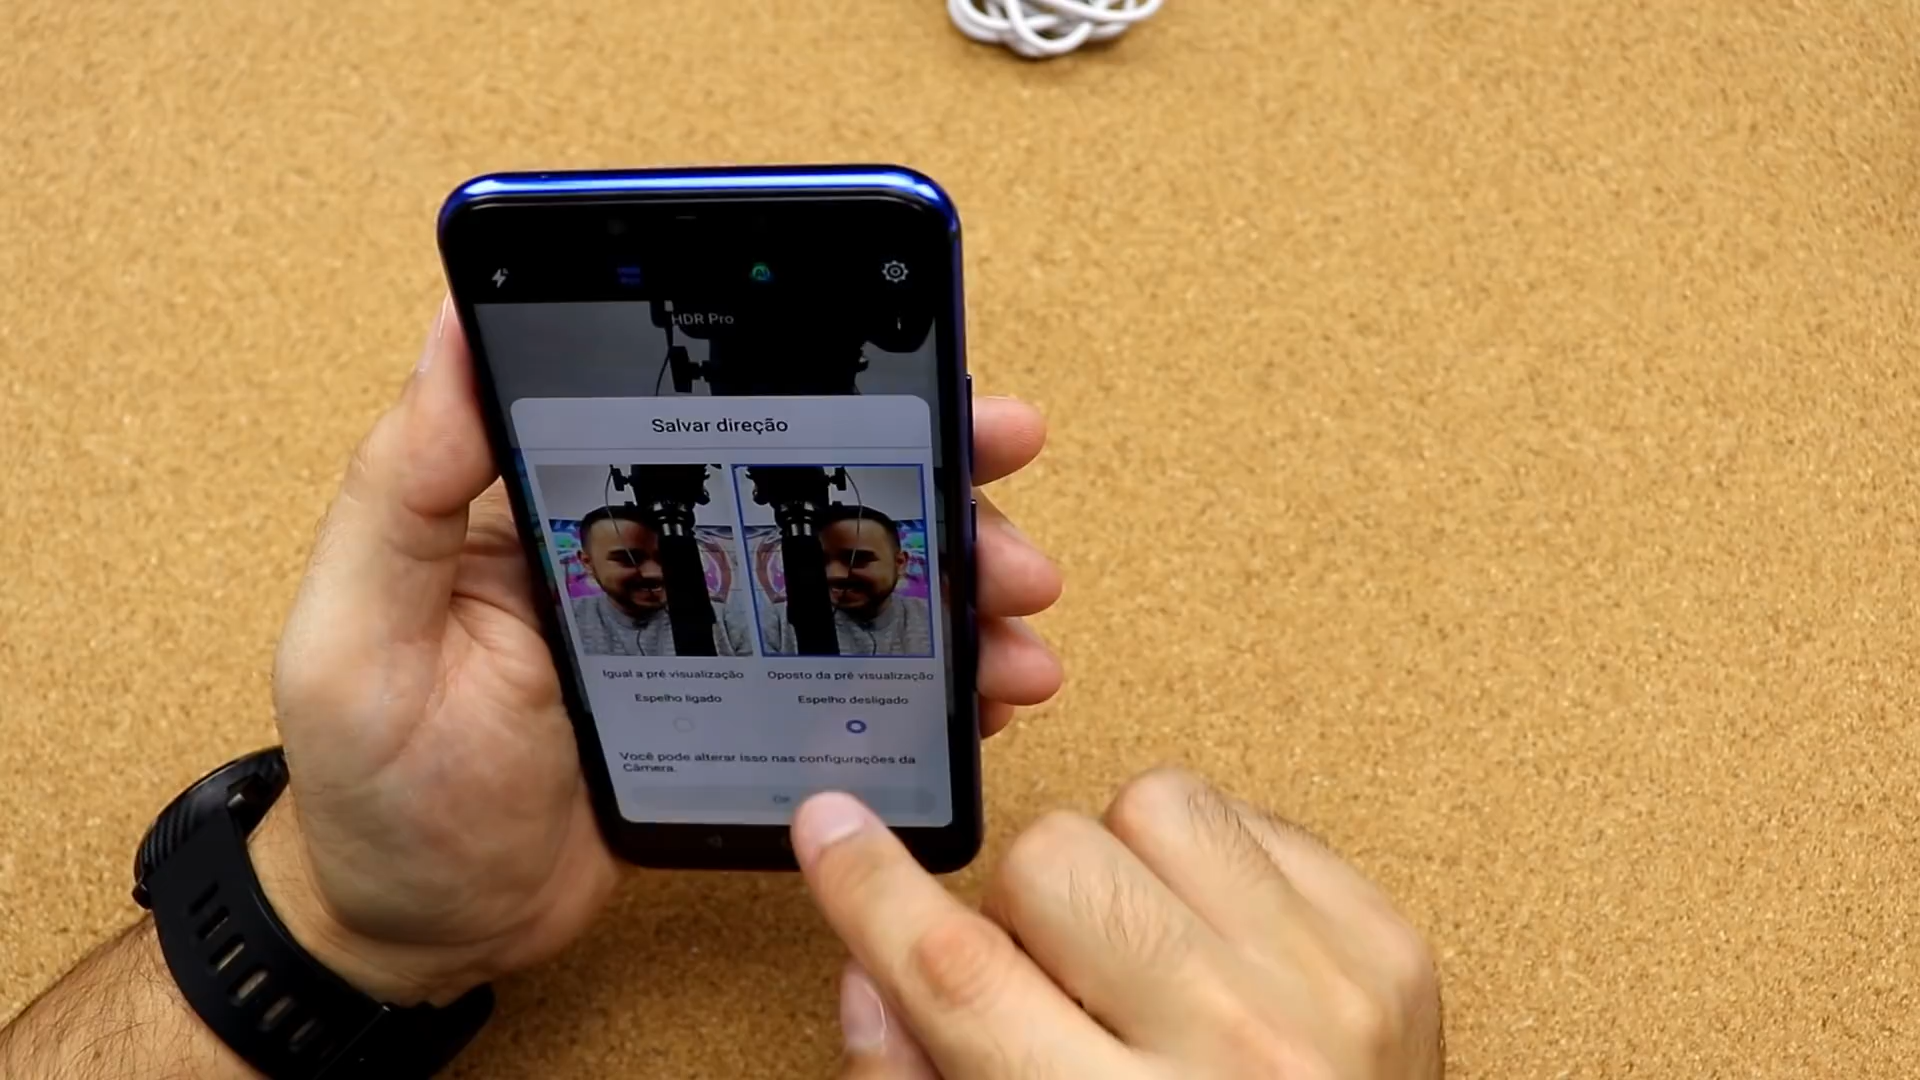 HDR Pro
Salvar direção
Igual a pré visualização
Oposto da pré visualização
Espelho ligado
Espelho desligado
Você pode alterar isso nas configurações da
Câmera.
OK